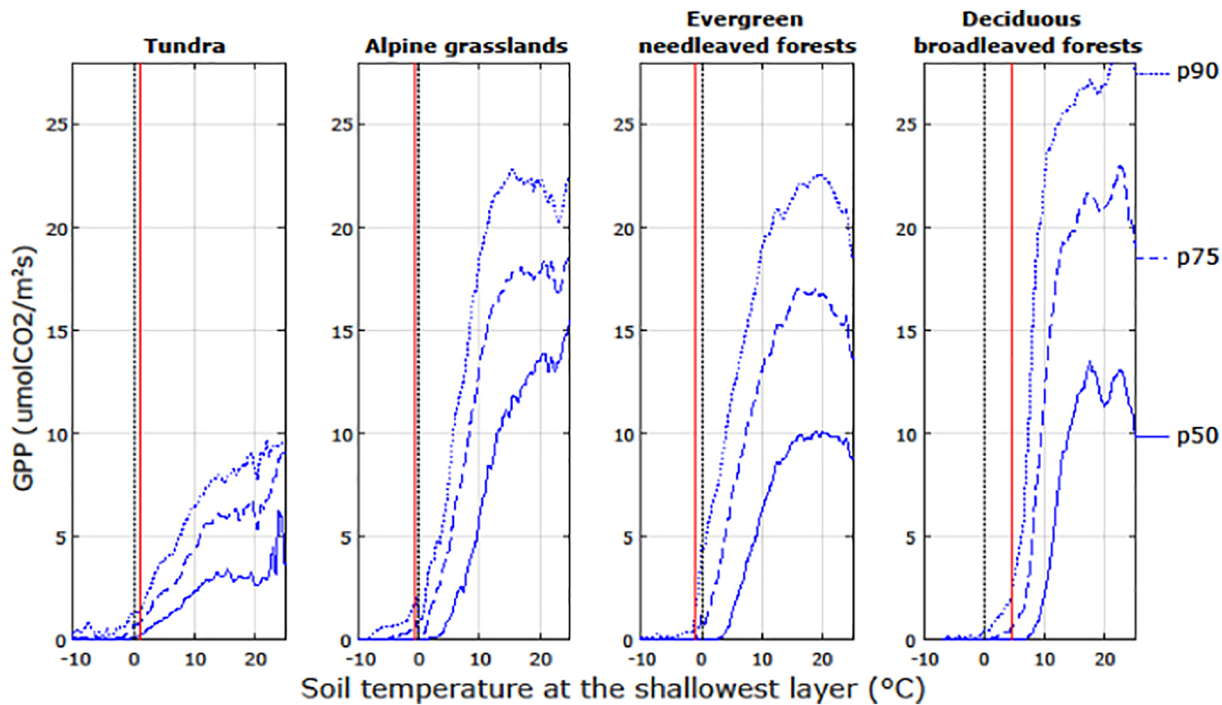 Tundra
Alpine grasslands
Evergreen
needleaved forests
Deciduous
broadleaved forests
GPP (umolCO2/m²s)
25
20
15
10
5
0
-10 0 10 20
25
20
15
10
5
0
-10 0 10 20
25
20
15
10
5
0
-10 0 10 20
25
20
15
10
5
0
-10 0 10 20
p90
p75
p50
Soil temperature at the shallowest layer (°C)